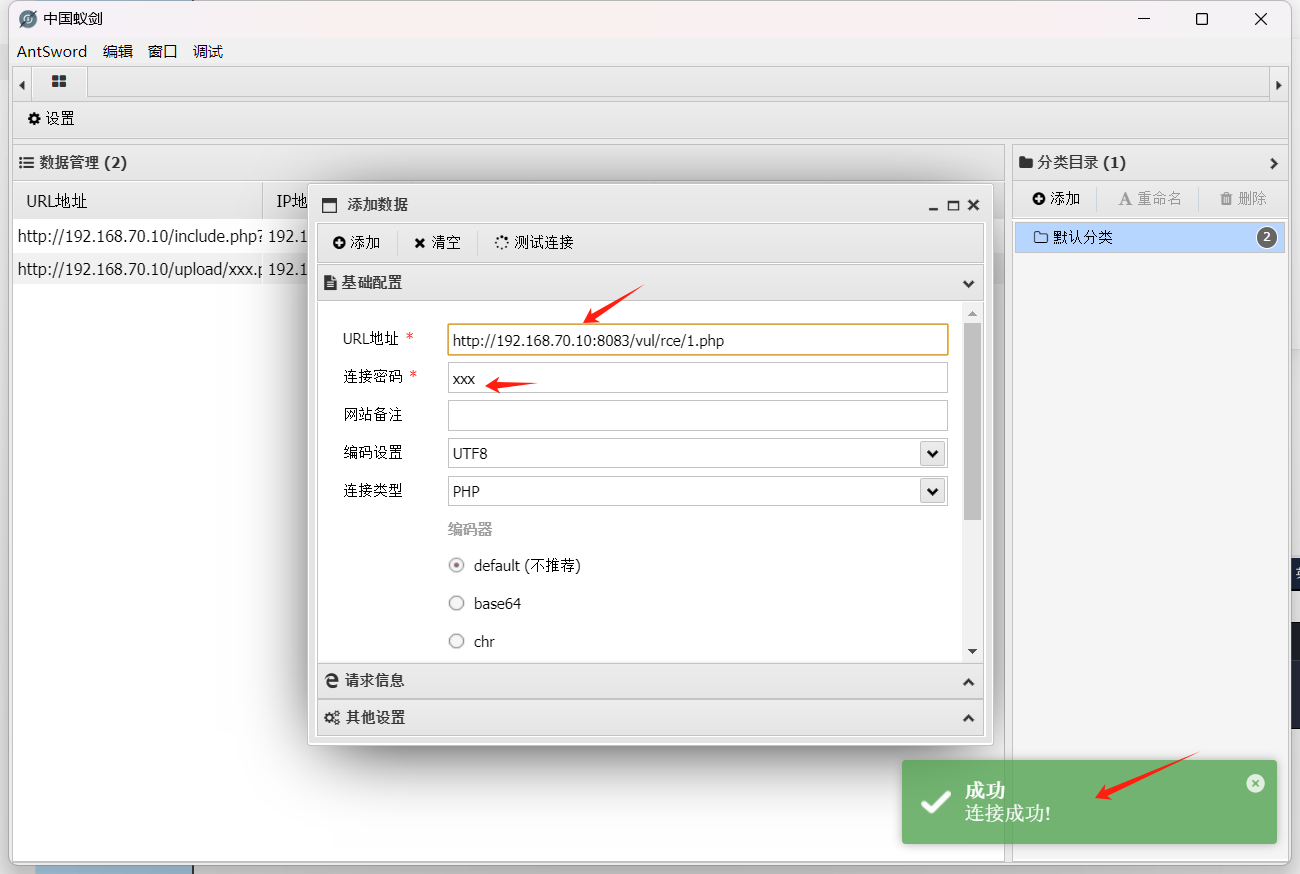 中国蚁剑
AntSword 编辑 窗口 调试
设置
数据管理 (2)
URL地址 IP地
http://192.168.70.10/include.php? 192.1
http://192.168.70.10/upload/xxx.p 192.1
分类目录 (1)
添加 重命名 删除
默认分类 2
添加数据
添加 清空 测试连接
基础配置
URL地址 * http://192.168.70.10:8083/vul/rce/1.php
连接密码 * xxx
网站备注
编码设置 UTF8
连接类型 PHP
编码器
default (不推荐)
base64
chr
请求信息
其他设置
成功
连接成功!